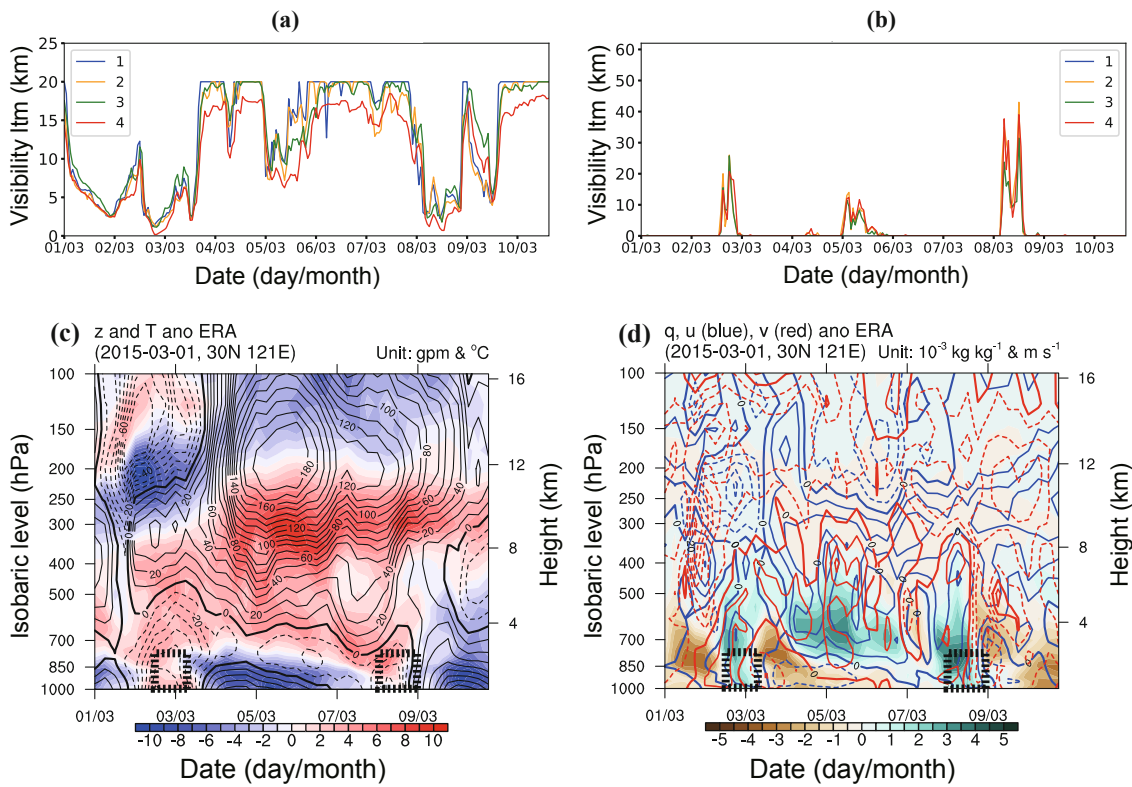 (a)
Visibility ltm (km)
25
20
15
10
5
0
1
2
3
4
01/03 02/03 03/03 04/03 05/03 06/03 07/03 08/03 09/03 10/03
Date (day/month)
(b)
Visibility ltm (km)
60
50
40
30
20
10
0
1
2
3
4
01/03 02/03 03/03 04/03 05/03 06/03 07/03 08/03 09/03 10/03
Date (day/month)
(c)
z and T ano ERA
(2015-03-01, 30N 121E) Unit: gpm & °C
Isobaric level (hPa)
100
150
200
250
300
400
500
700
850
1000
16
12
8
4
Height (km)
01/03 03/03 05/03 07/03 09/03
-10 -8 -6 -4 -2 0 2 4 6 8 10
Date (day/month)
(d)
q, u (blue), v (red) ano ERA
(2015-03-01, 30N 121E) Unit: 10⁻³ kg kg⁻¹ & m s⁻¹
Isobaric level (hPa)
100
150
200
250
300
400
500
700
850
1000
16
12
8
4
Height (km)
01/03 03/03 05/03 07/03 09/03
-5 -4 -3 -2 -1 0 1 2 3 4 5
Date (day/month)